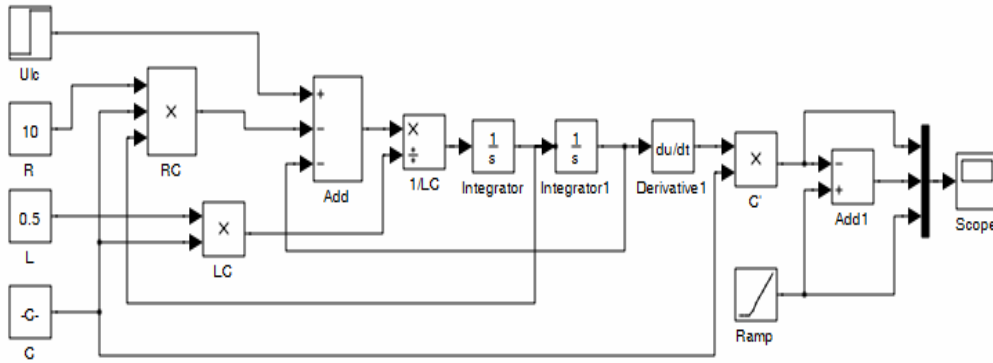 Ulc
10
R
0.5
L
-C-
C
×
RC
×
LC
+
−
−
Add
×
÷
1/LC
1
s
Integrator
1
s
Integrator1
du/dt
Derivative1
×
C'
−
+
Add1
Ramp
Scope